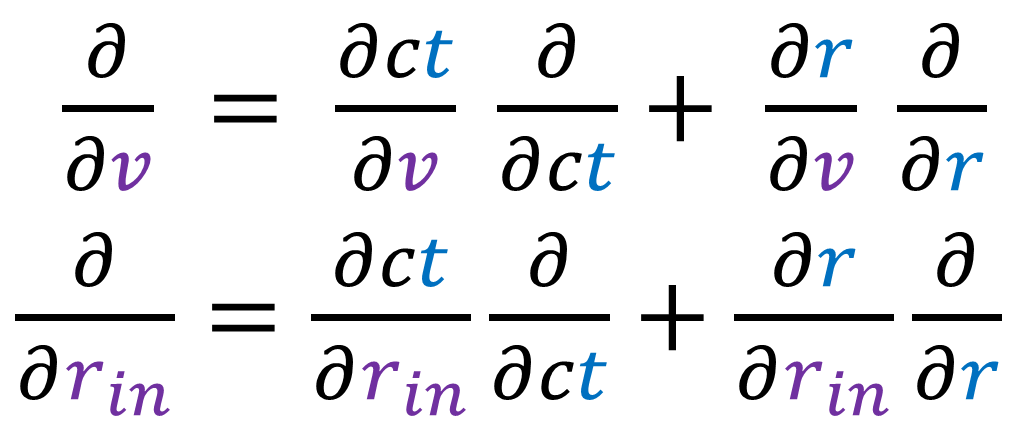 ∂/∂v = ∂ct/∂v ∂/∂ct + ∂r/∂v ∂/∂r
∂/∂r_in = ∂ct/∂r_in ∂/∂ct + ∂r/∂r_in ∂/∂r